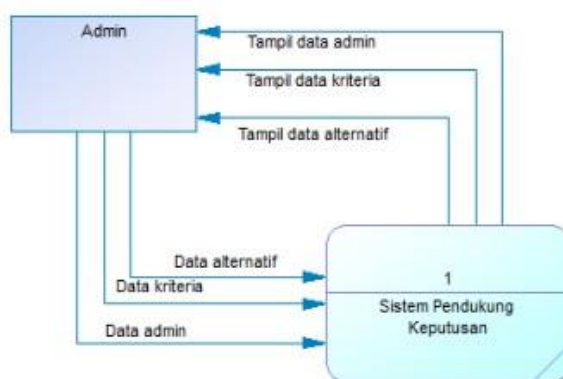 Admin
Tampil data admin
Tampil data kriteria
Tampil data alternatif
Data alternatif
Data kriteria
Data admin
1
Sistem Pendukung
Keputusan